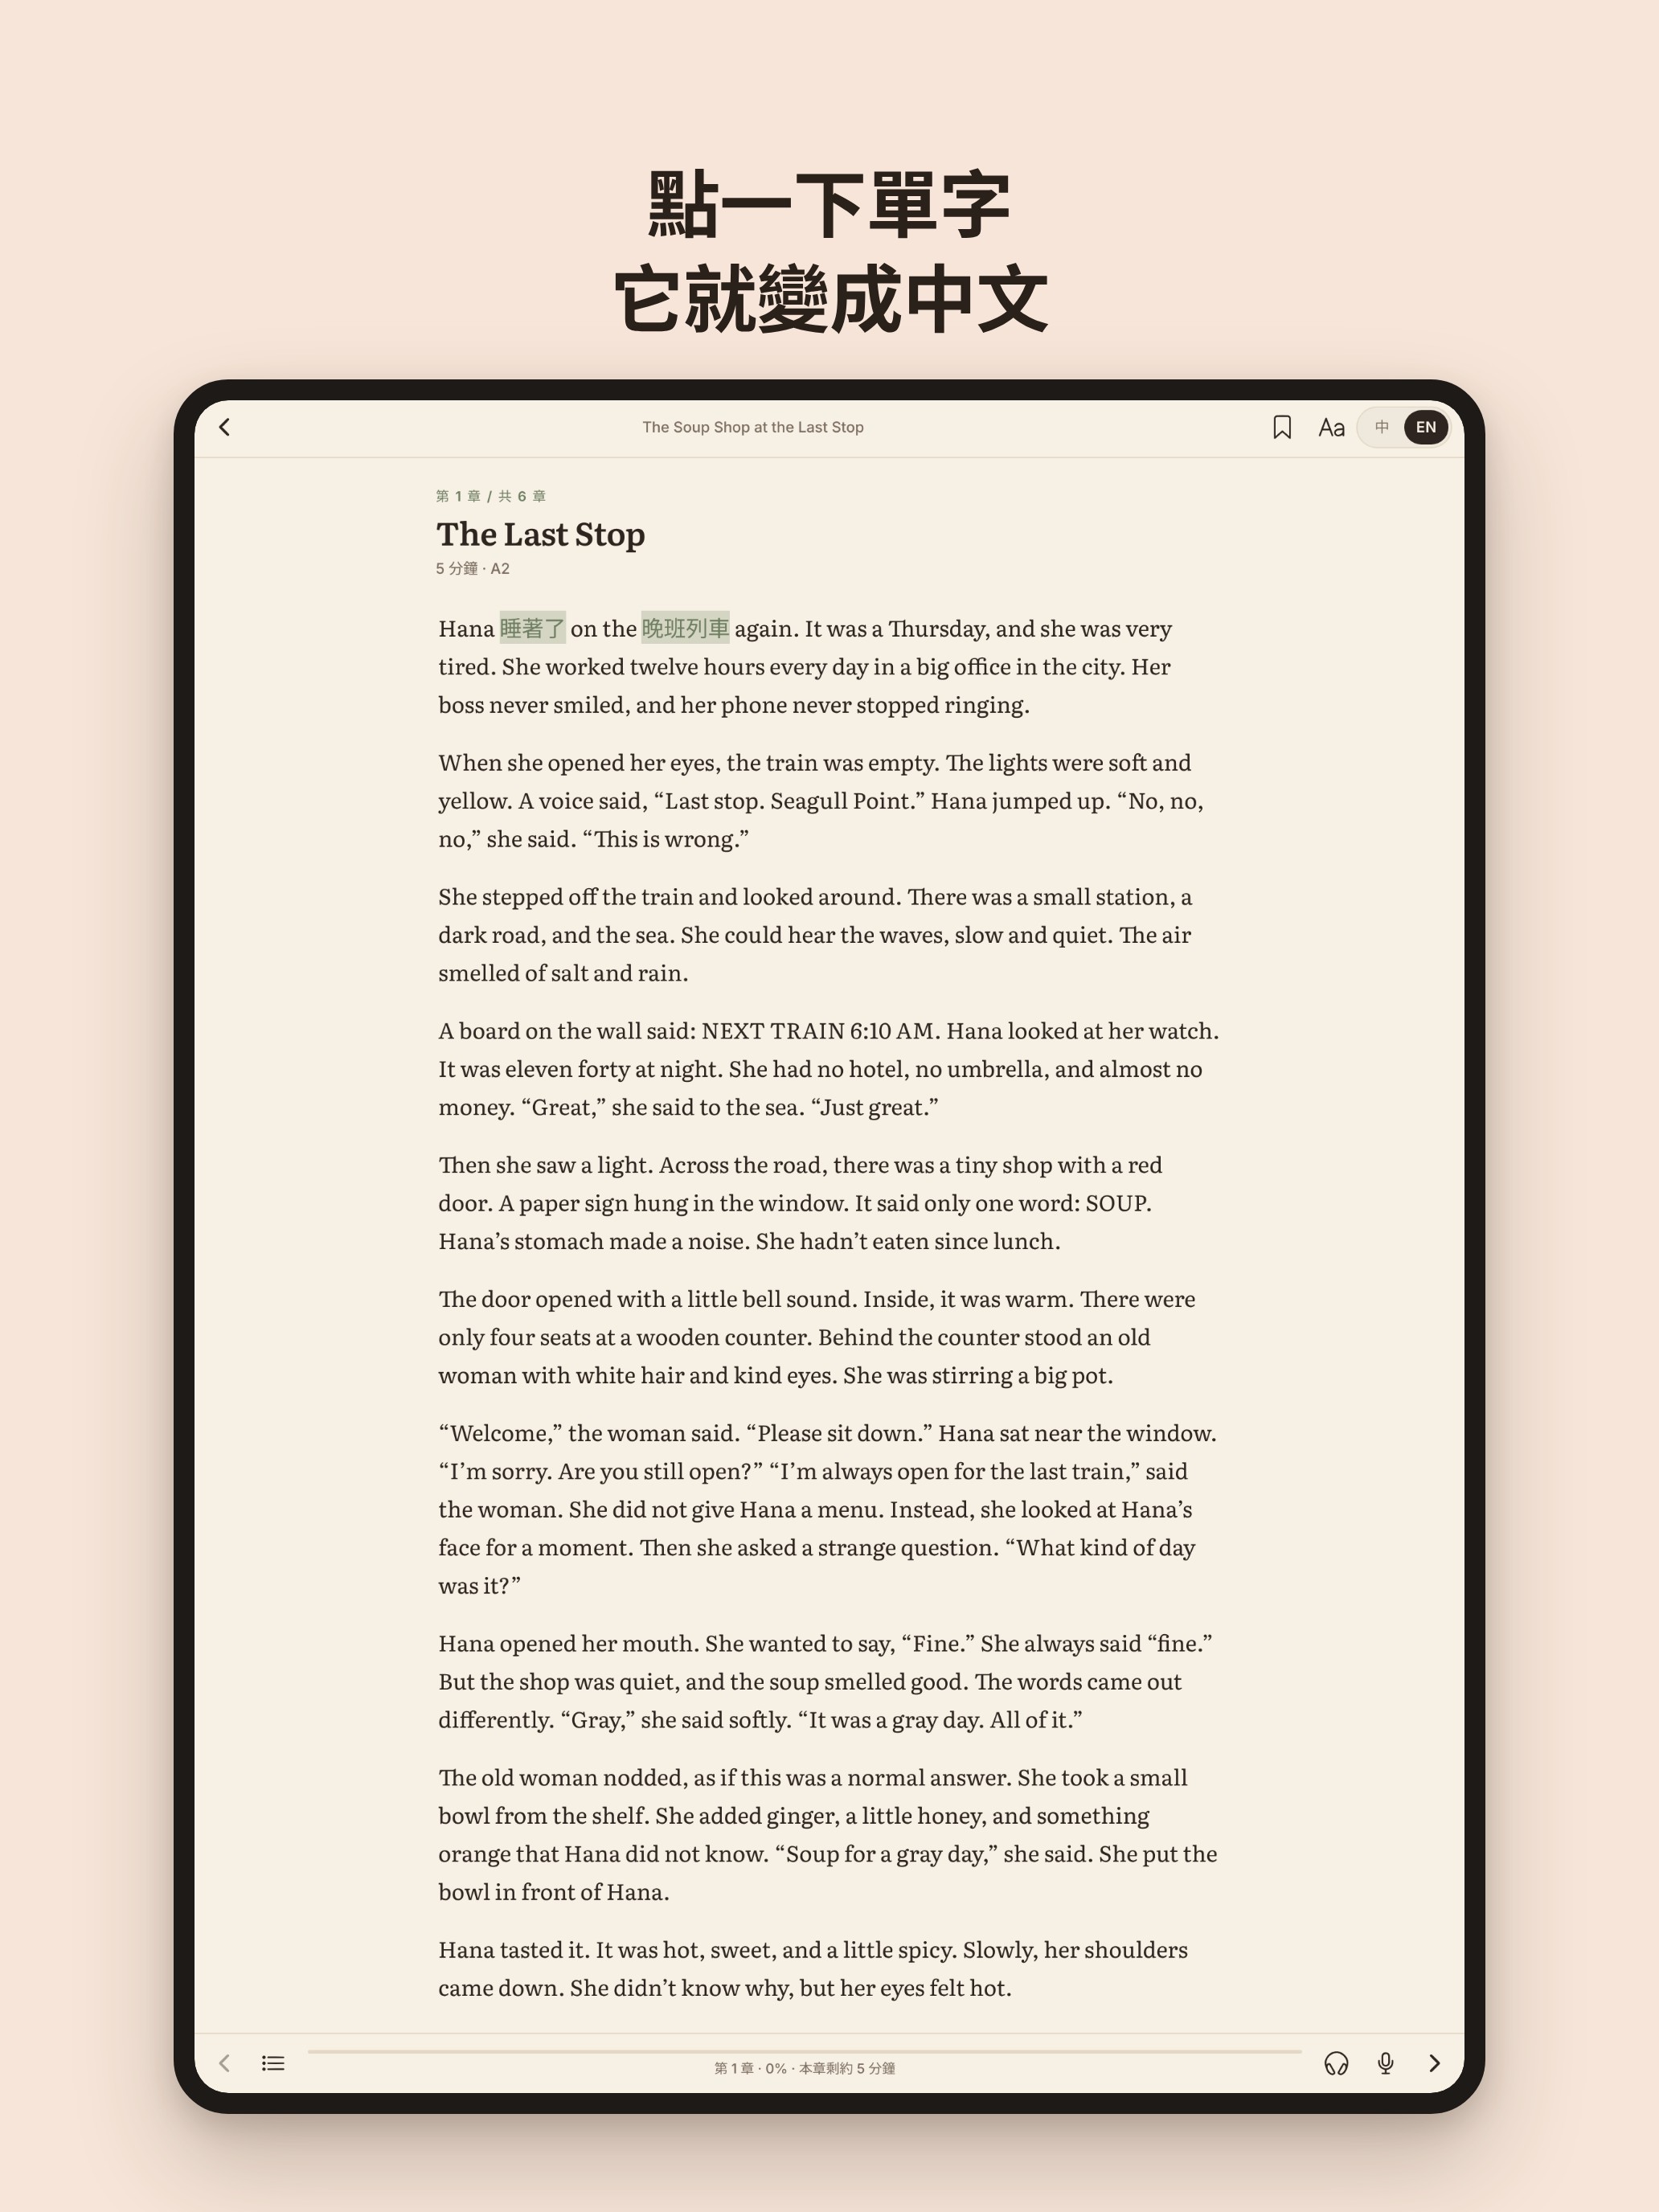 點一下單字
它就變成中文
The Soup Shop at the Last Stop
Aa
中
EN
第 1 章 / 共 6 章
The Last Stop
5 分鐘 · A2
Hana 睡著了 on the 晚班列車 again. It was a Thursday, and she was very
tired. She worked twelve hours every day in a big office in the city. Her
boss never smiled, and her phone never stopped ringing.
When she opened her eyes, the train was empty. The lights were soft and
yellow. A voice said, “Last stop. Seagull Point.” Hana jumped up. “No, no,
no,” she said. “This is wrong.”
She stepped off the train and looked around. There was a small station, a
dark road, and the sea. She could hear the waves, slow and quiet. The air
smelled of salt and rain.
A board on the wall said: NEXT TRAIN 6:10 AM. Hana looked at her watch.
It was eleven forty at night. She had no hotel, no umbrella, and almost no
money. “Great,” she said to the sea. “Just great.”
Then she saw a light. Across the road, there was a tiny shop with a red
door. A paper sign hung in the window. It said only one word: SOUP.
Hana’s stomach made a noise. She hadn’t eaten since lunch.
The door opened with a little bell sound. Inside, it was warm. There were
only four seats at a wooden counter. Behind the counter stood an old
woman with white hair and kind eyes. She was stirring a big pot.
“Welcome,” the woman said. “Please sit down.” Hana sat near the window.
“I’m sorry. Are you still open?” “I’m always open for the last train,” said
the woman. She did not give Hana a menu. Instead, she looked at Hana’s
face for a moment. Then she asked a strange question. “What kind of day
was it?”
Hana opened her mouth. She wanted to say, “Fine.” She always said “fine.”
But the shop was quiet, and the soup smelled good. The words came out
differently. “Gray,” she said softly. “It was a gray day. All of it.”
The old woman nodded, as if this was a normal answer. She took a small
bowl from the shelf. She added ginger, a little honey, and something
orange that Hana did not know. “Soup for a gray day,” she said. She put the
bowl in front of Hana.
Hana tasted it. It was hot, sweet, and a little spicy. Slowly, her shoulders
came down. She didn’t know why, but her eyes felt hot.
第 1 章 · 0% · 本章剩約 5 分鐘